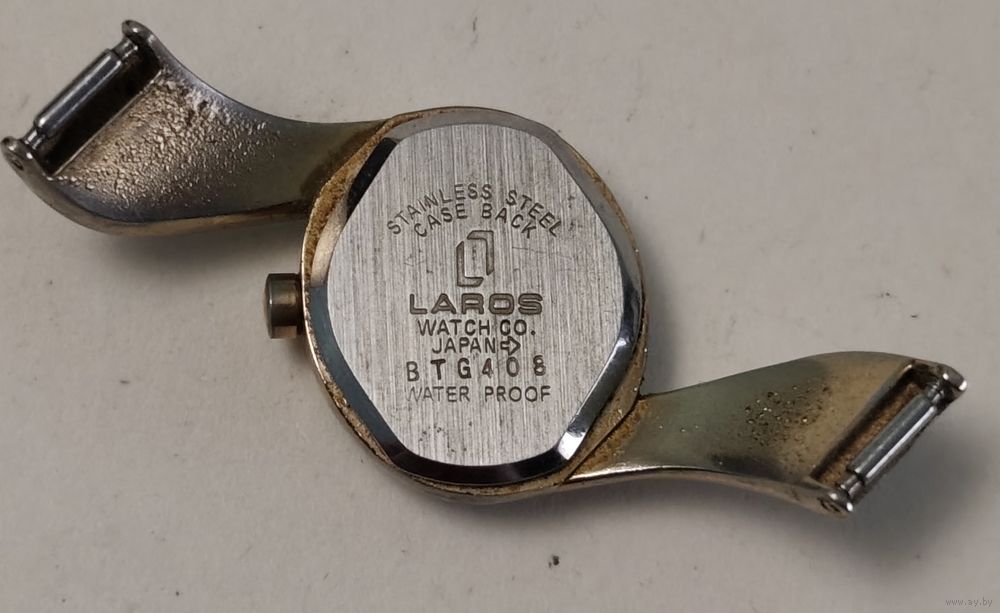 STAINLESS STEEL
CASE BACK
LAROS
WATCH CO.
JAPAN
BTG408
WATER PROOF
www.ay.by